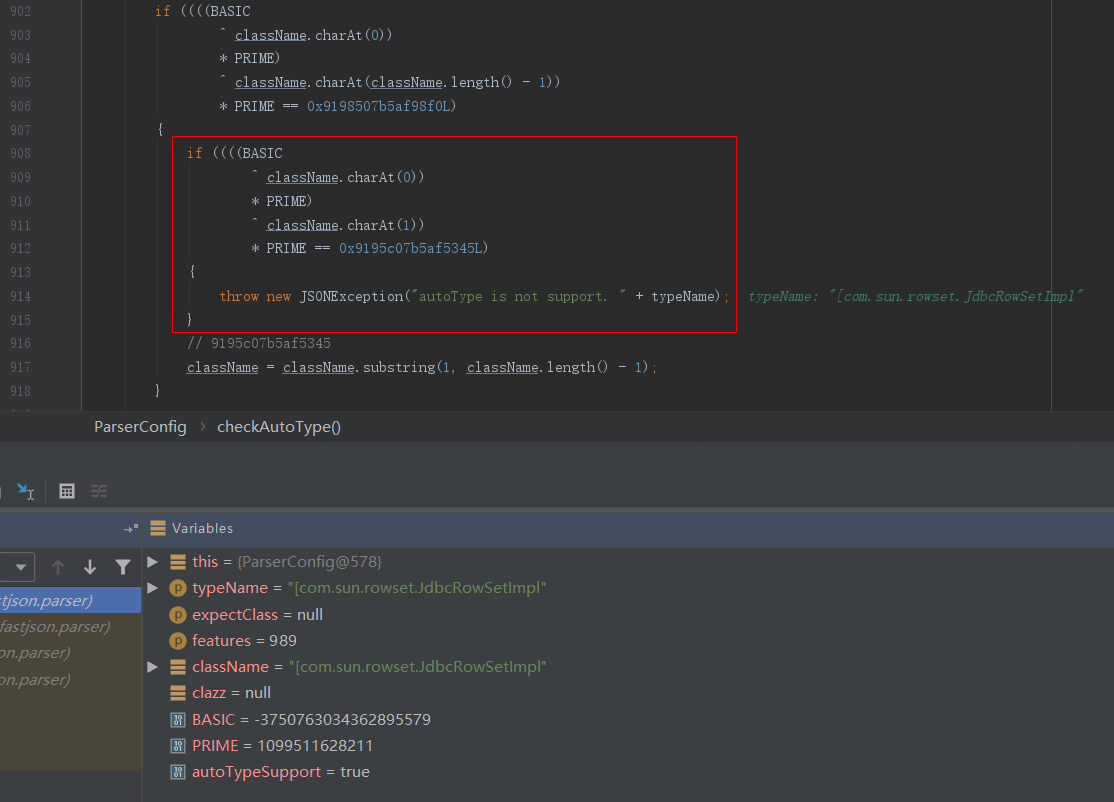 902 if ((((BASIC
903 ^ className.charAt(0))
904 * PRIME)
905 ^ className.charAt(className.length() - 1))
906 * PRIME == 0x9198507b5af98f0L)
907 {
908 if ((((BASIC
909 ^ className.charAt(0))
910 * PRIME)
911 ^ className.charAt(1))
912 * PRIME == 0x9195c07b5af5345L)
913 {
914 throw new JSONException("autoType is not support. " + typeName); typeName: "[com.sun.rowset.JdbcRowSetImpl"
915 }
916 // 9195c07b5af5345
917 className = className.substring(1, className.length() - 1);
918 }
ParserConfig › checkAutoType()
Variables
this = {ParserConfig@578}
typeName = "[com.sun.rowset.JdbcRowSetImpl"
stjson.parser)
expectClass = null
fastjson.parser)
features = 989
on.parser)
className = "[com.sun.rowset.JdbcRowSetImpl"
on.parser)
clazz = null
BASIC = -3750763034362895579
PRIME = 1099511628211
autoTypeSupport = true